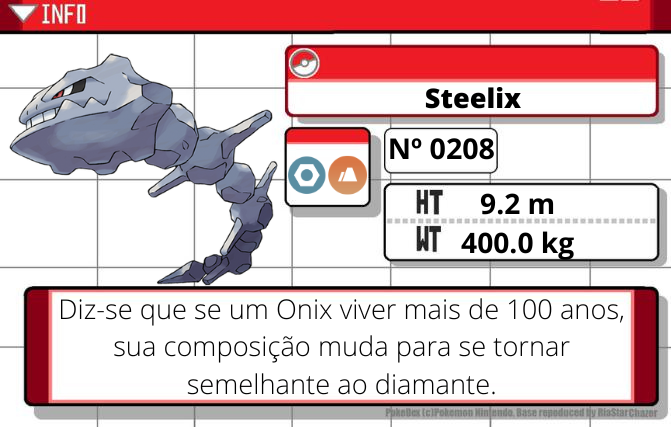 INFO
Steelix
Nº 0208
HT 9.2 m
WT 400.0 kg
Diz-se que se um Onix viver mais de 100 anos,
sua composição muda para se tornar
semelhante ao diamante.
PokeDex (c)Pokemon Nintendo. Base reproduced by RiaStarChazer